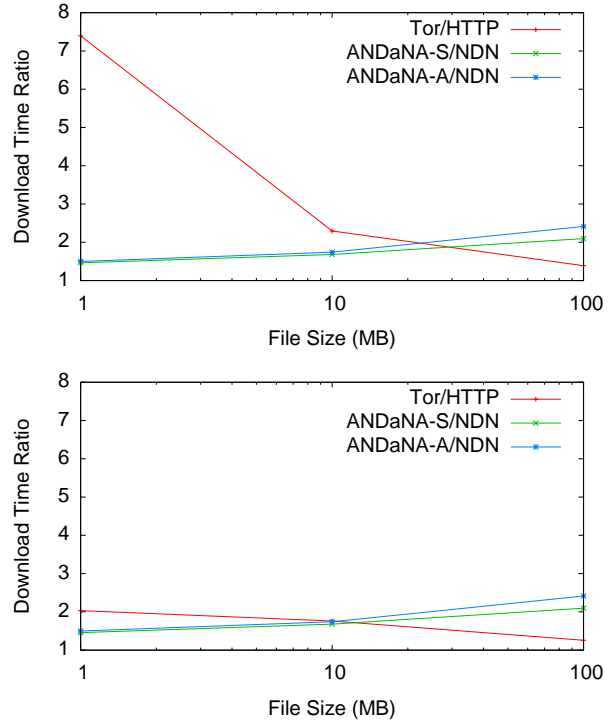 8
7
6
5
4
3
2
1
Download Time Ratio
Tor/HTTP
ANDaNA-S/NDN
ANDaNA-A/NDN
1 10 100
File Size (MB)
8
7
6
5
4
3
2
1
Download Time Ratio
Tor/HTTP
ANDaNA-S/NDN
ANDaNA-A/NDN
1 10 100
File Size (MB)